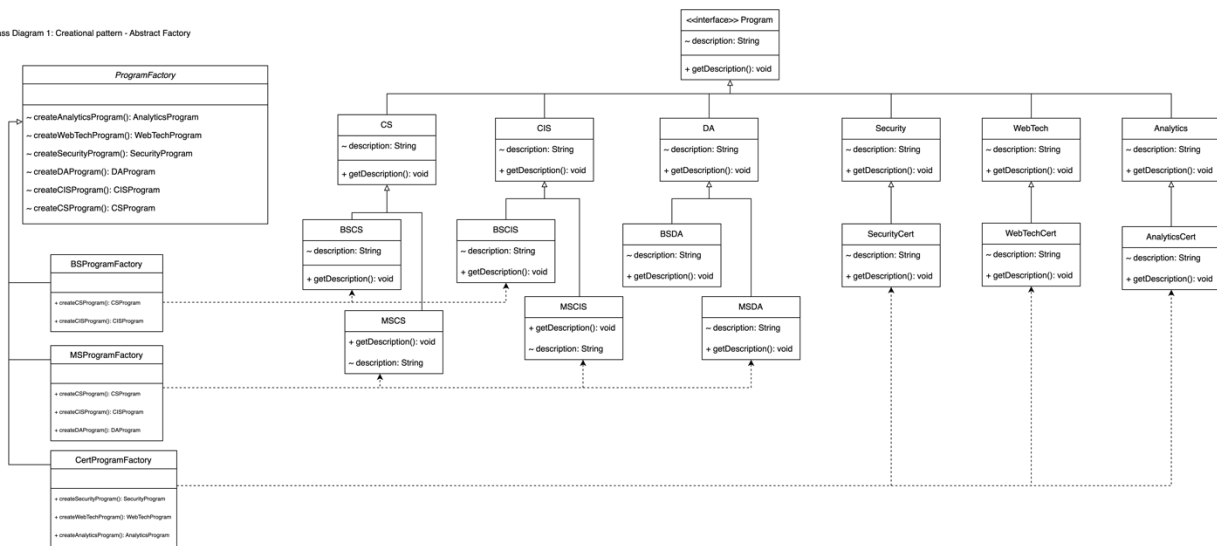 ass Diagram 1: Creational pattern - Abstract Factory
<<interface>> Program
~ description: String
+ getDescription(): void
ProgramFactory
~ createAnalyticsProgram(): AnalyticsProgram
~ createWebTechProgram(): WebTechProgram
~ createSecurityProgram(): SecurityProgram
~ createDAProgram(): DAProgram
~ createCISProgram(): CISProgram
~ createCSProgram(): CSProgram
CS
~ description: String
+ getDescription(): void
CIS
~ description: String
+ getDescription(): void
DA
~ description: String
+ getDescription(): void
Security
~ description: String
+ getDescription(): void
WebTech
~ description: String
+ getDescription(): void
Analytics
~ description: String
+ getDescription(): void
BSCS
~ description: String
+ getDescription(): void
BSCIS
~ description: String
+ getDescription(): void
BSDA
~ description: String
+ getDescription(): void
SecurityCert
~ description: String
+ getDescription(): void
WebTechCert
~ description: String
+ getDescription(): void
AnalyticsCert
~ description: String
+ getDescription(): void
BSProgramFactory
+ createCSProgram(): CSProgram
+ createCISProgram(): CISProgram
MSCS
+ getDescription(): void
~ description: String
MSCIS
+ getDescription(): void
~ description: String
MSDA
~ description: String
+ getDescription(): void
MSProgramFactory
+ createCSProgram(): CSProgram
+ createCISProgram(): CISProgram
+ createDAProgram(): DAProgram
CertProgramFactory
+ createSecurityProgram(): SecurityProgram
+ createWebTechProgram(): WebTechProgram
+ createAnalyticsProgram(): AnalyticsProgram